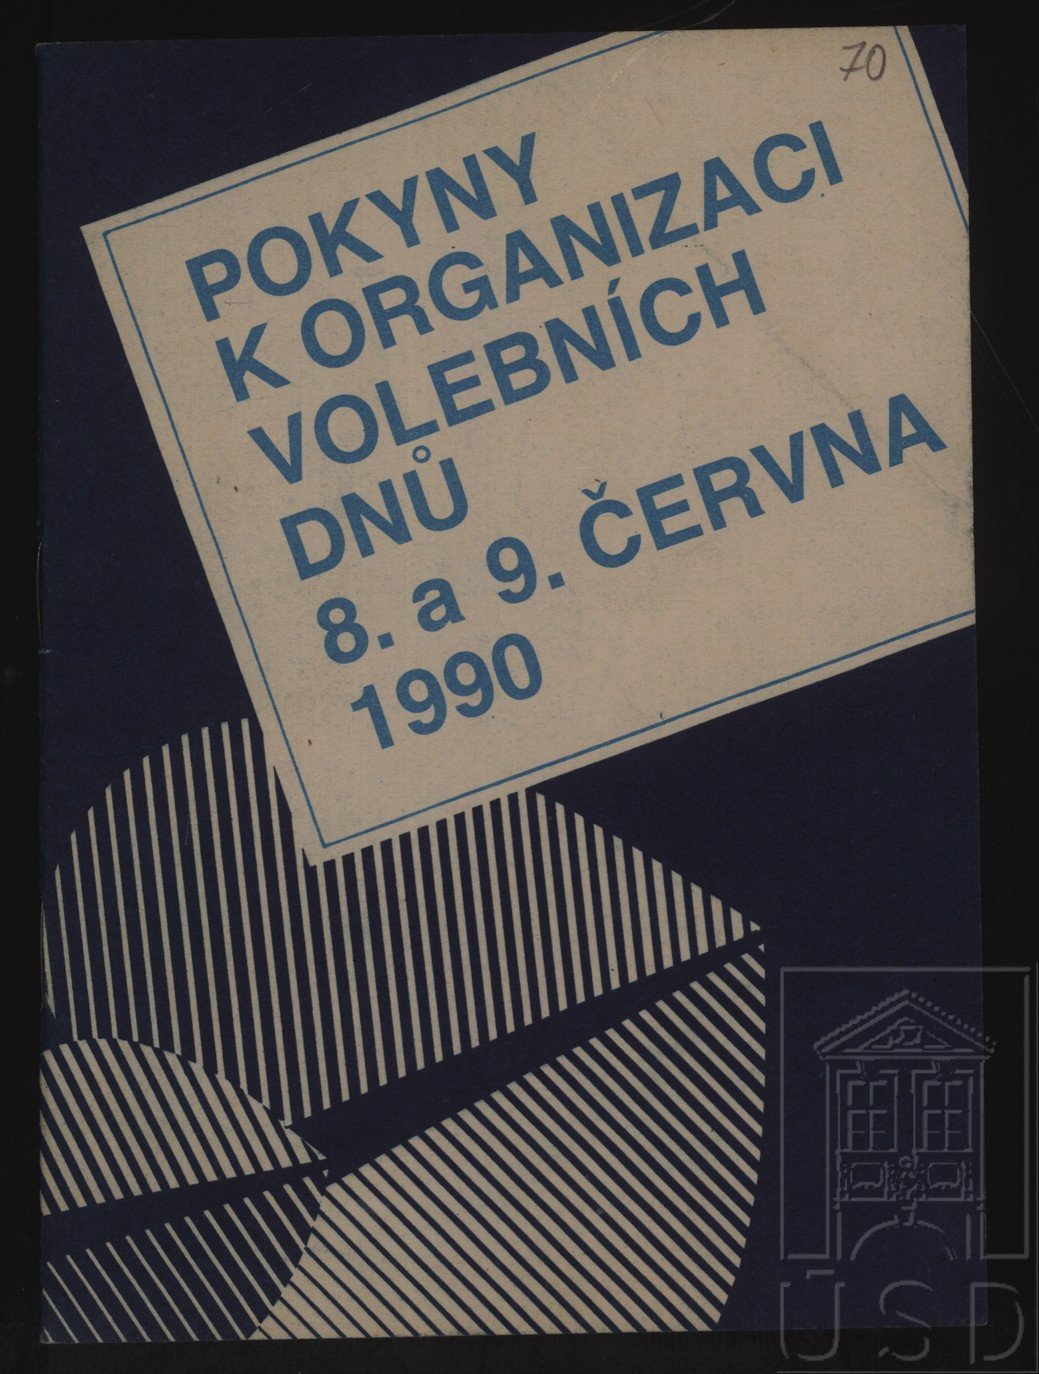 70
POKYNY
K ORGANIZACI
VOLEBNÍCH
DNŮ
8. a 9. ČERVNA
1990
ÚSD